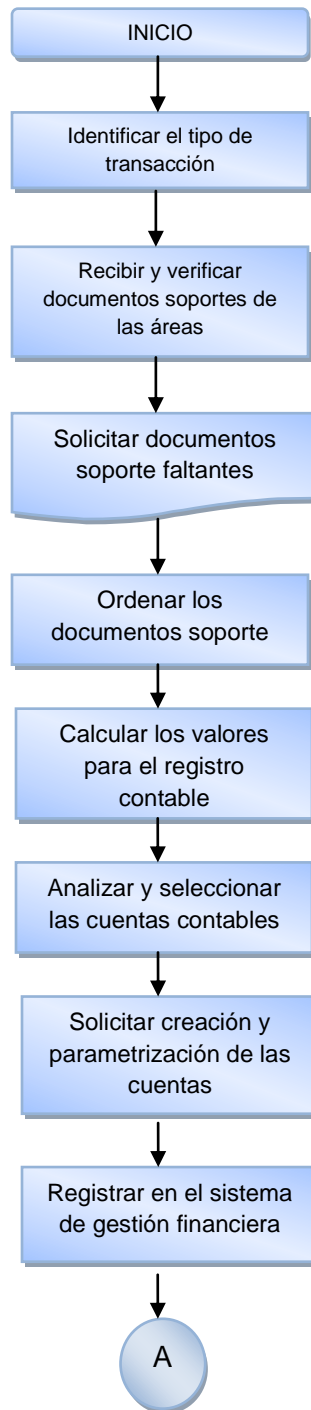 INICIO
Identificar el tipo de
transacción
Recibir y verificar
documentos soportes de
las áreas
Solicitar documentos
soporte faltantes
Ordenar los
documentos soporte
Calcular los valores
para el registro
contable
Analizar y seleccionar
las cuentas contables
Solicitar creación y
parametrización de las
cuentas
Registrar en el sistema
de gestión financiera
A